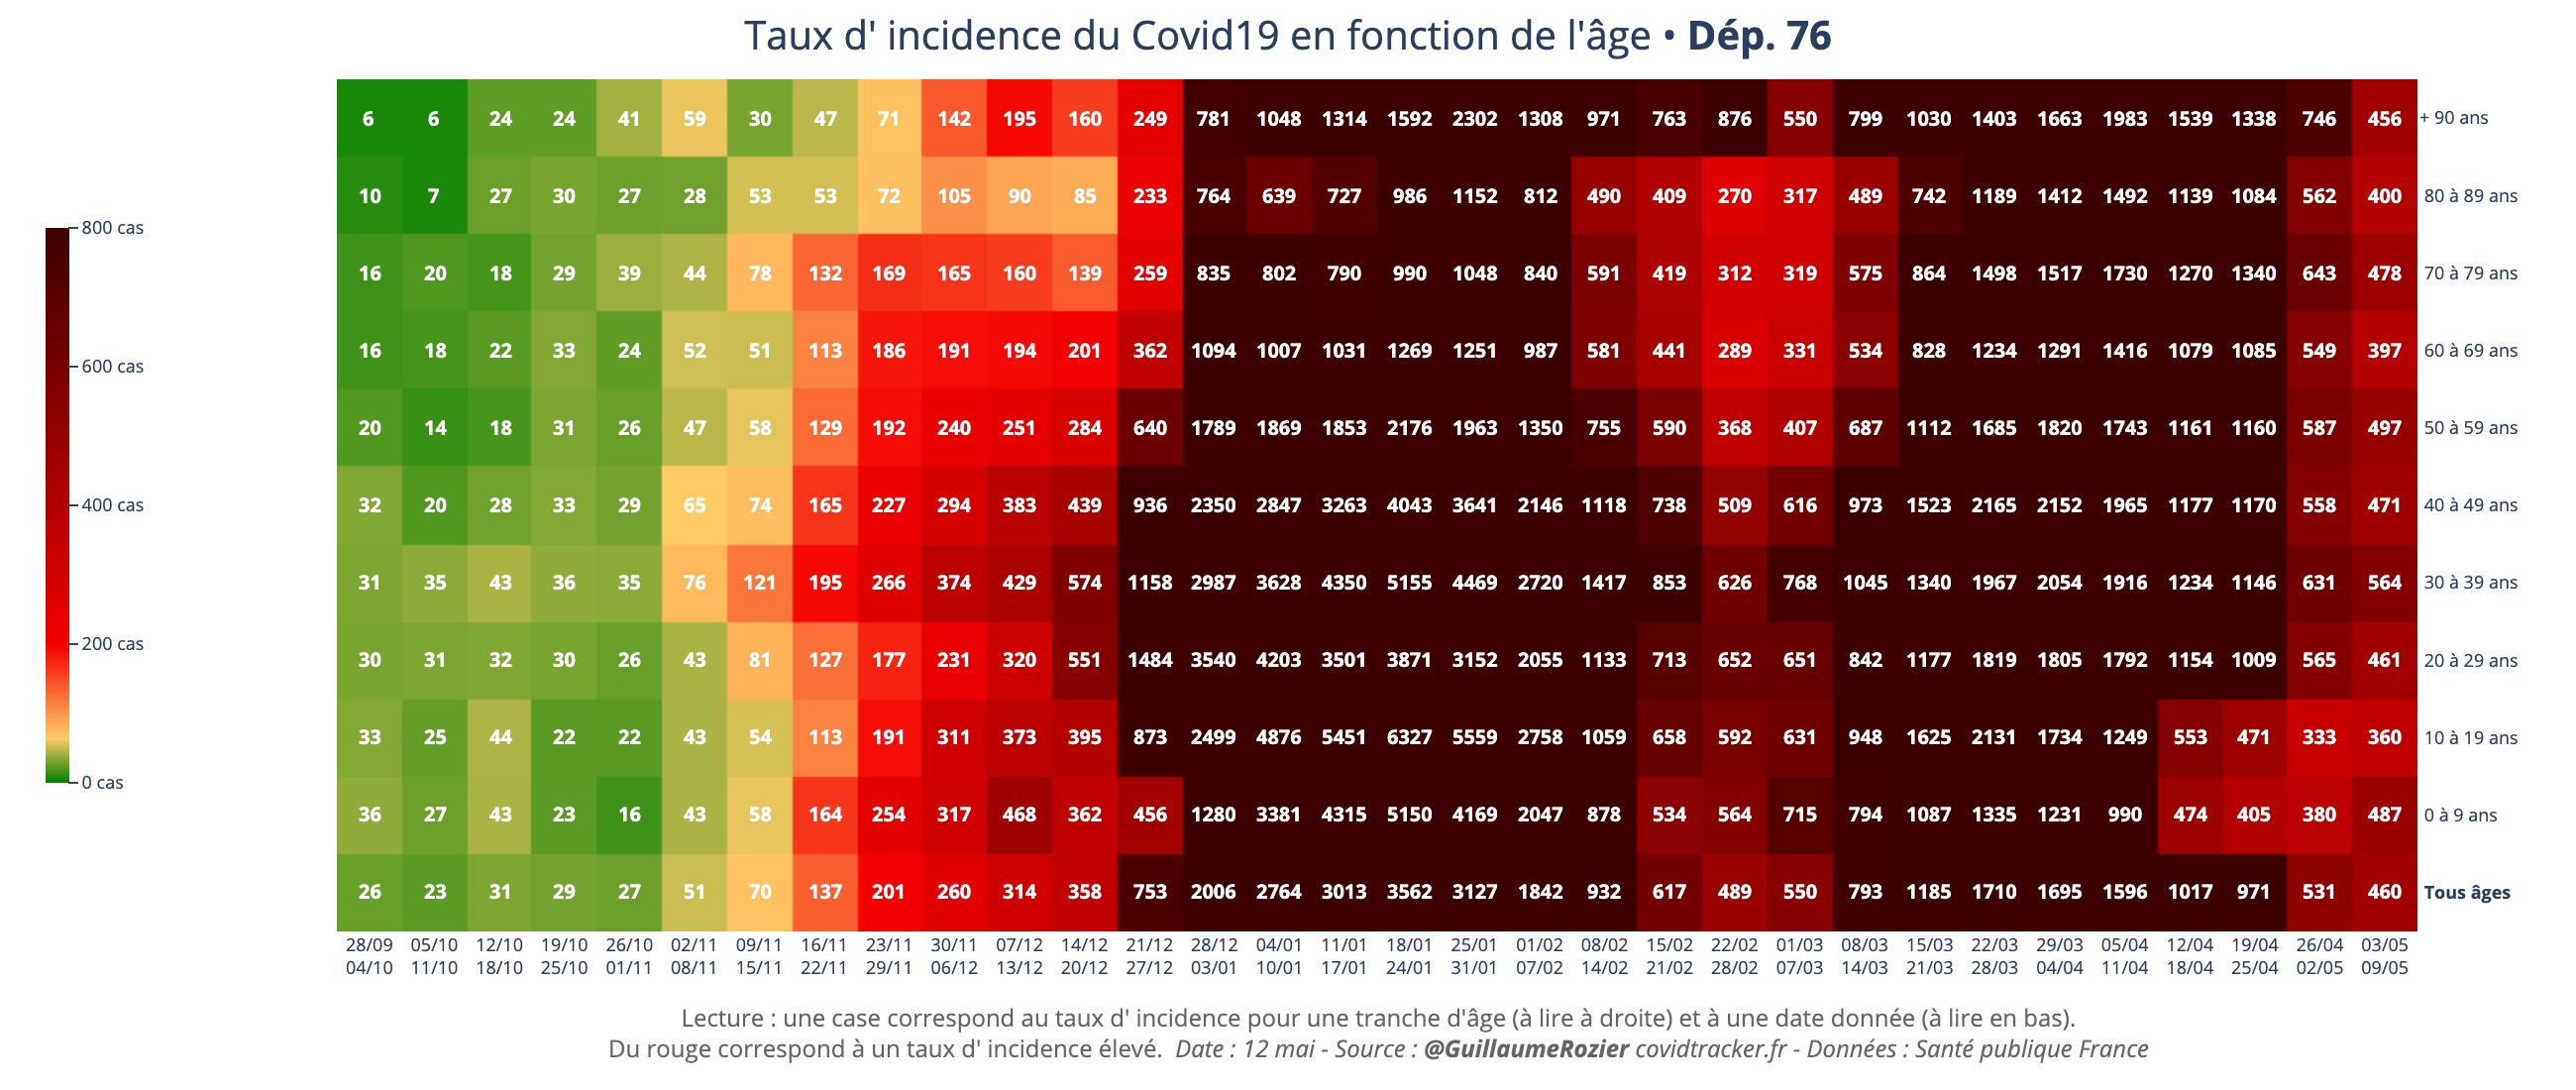 Taux d' incidence du Covid19 en fonction de l'âge • Dép. 76
6 6 24 24 41 59 30 47 71 142 195 160 249 781 1048 1314 1592 2302 1308 971 763 876 550 799 1030 1403 1663 1983 1539 1338 746 456 + 90 ans
10 7 27 30 27 28 53 53 72 105 90 85 233 764 639 727 986 1152 812 490 409 270 317 489 742 1189 1412 1492 1139 1084 562 400 80 à 89 ans
800 cas
16 20 18 29 39 44 78 132 169 165 160 139 259 835 802 790 990 1048 840 591 419 312 319 575 864 1498 1517 1730 1270 1340 643 478 70 à 79 ans
16 18 22 33 24 52 51 113 186 191 194 201 362 1094 1007 1031 1269 1251 987 581 441 289 331 534 828 1234 1291 1416 1079 1085 549 397 60 à 69 ans
600 cas
20 14 18 31 26 47 58 129 192 240 251 284 640 1789 1869 1853 2176 1963 1350 755 590 368 407 687 1112 1685 1820 1743 1161 1160 587 497 50 à 59 ans
400 cas
32 20 28 33 29 65 74 165 227 294 383 439 936 2350 2847 3263 4043 3641 2146 1118 738 509 616 973 1523 2165 2152 1965 1177 1170 558 471 40 à 49 ans
31 35 43 36 35 76 121 195 266 374 429 574 1158 2987 3628 4350 5155 4469 2720 1417 853 626 768 1045 1340 1967 2054 1916 1234 1146 631 564 30 à 39 ans
200 cas
30 31 32 30 26 43 81 127 177 231 320 551 1484 3540 4203 3501 3871 3152 2055 1133 713 652 651 842 1177 1819 1805 1792 1154 1009 565 461 20 à 29 ans
33 25 44 22 22 43 54 113 191 311 373 395 873 2499 4876 5451 6327 5559 2758 1059 658 592 631 948 1625 2131 1734 1249 553 471 333 360 10 à 19 ans
0 cas
36 27 43 23 16 43 58 164 254 317 468 362 456 1280 3381 4315 5150 4169 2047 878 534 564 715 794 1087 1335 1231 990 474 405 380 487 0 à 9 ans
26 23 31 29 27 51 70 137 201 260 314 358 753 2006 2764 3013 3562 3127 1842 932 617 489 550 793 1185 1710 1695 1596 1017 971 531 460 Tous âges
28/09 05/10 12/10 19/10 26/10 02/11 09/11 16/11 23/11 30/11 07/12 14/12 21/12 28/12 04/01 11/01 18/01 25/01 01/02 08/02 15/02 22/02 01/03 08/03 15/03 22/03 29/03 05/04 12/04 19/04 26/04 03/05
04/10 11/10 18/10 25/10 01/11 08/11 15/11 22/11 29/11 06/12 13/12 20/12 27/12 03/01 10/01 17/01 24/01 31/01 07/02 14/02 21/02 28/02 07/03 14/03 21/03 28/03 04/04 11/04 18/04 25/04 02/05 09/05
Lecture : une case correspond au taux d' incidence pour une tranche d'âge (à lire à droite) et à une date donnée (à lire en bas).
Du rouge correspond à un taux d' incidence élevé. Date : 12 mai - Source : @GuillaumeRozier covidtracker.fr - Données : Santé publique France